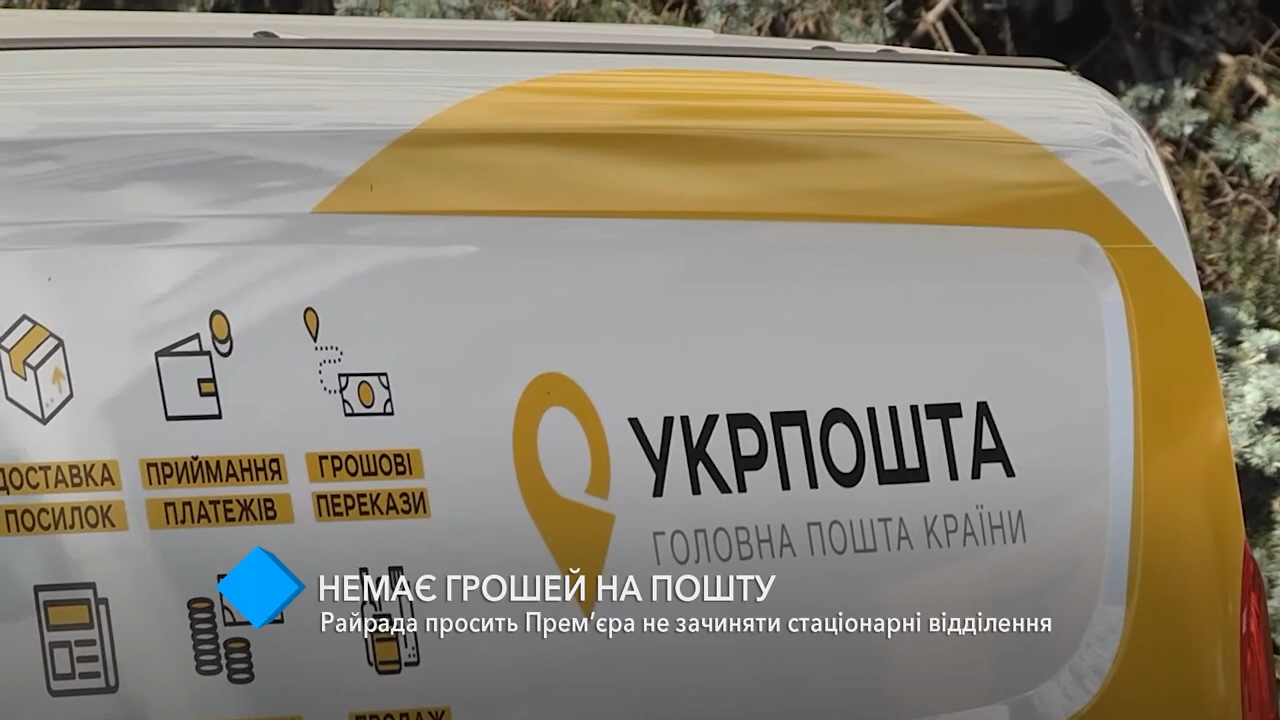 ДОСТАВКА
ПОСИЛОК
ПРИЙМАННЯ
ПЛАТЕЖІВ
ГРОШОВІ
ПЕРЕКАЗИ
УКРПОШТА
ГОЛОВНА ПОШТА КРАЇНИ
НЕМАЄ ГРОШЕЙ НА ПОШТУ
Райрада просить Прем’єра не зачиняти стаціонарні відділення
ПРОДАЖ